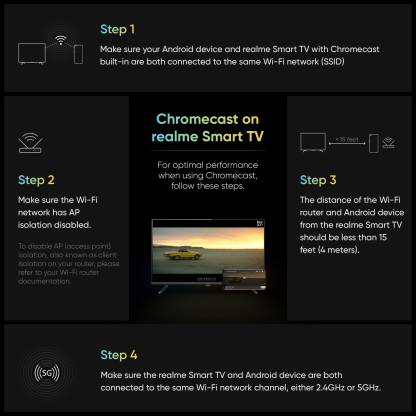 Step 1
Make sure your Android device and realme Smart TV with Chromecast
built-in are both connected to the same Wi-Fi network (SSID)
Chromecast on
realme Smart TV
For optimal performance
when using Chromecast,
follow these steps.
Step 2
Make sure the Wi-Fi
network has AP
isolation disabled.
To disable AP (access point)
isolation, also known as client
isolation on your router, please
refer to your Wi-Fi router
documentation.
<15 feet
Step 3
The distance of the Wi-Fi
router and Android device
from the realme Smart TV
should be less than 15
feet (4 meters).
5G
Step 4
Make sure the realme Smart TV and Android device are both
connected to the same Wi-Fi network channel, either 2.4GHz or 5GHz.